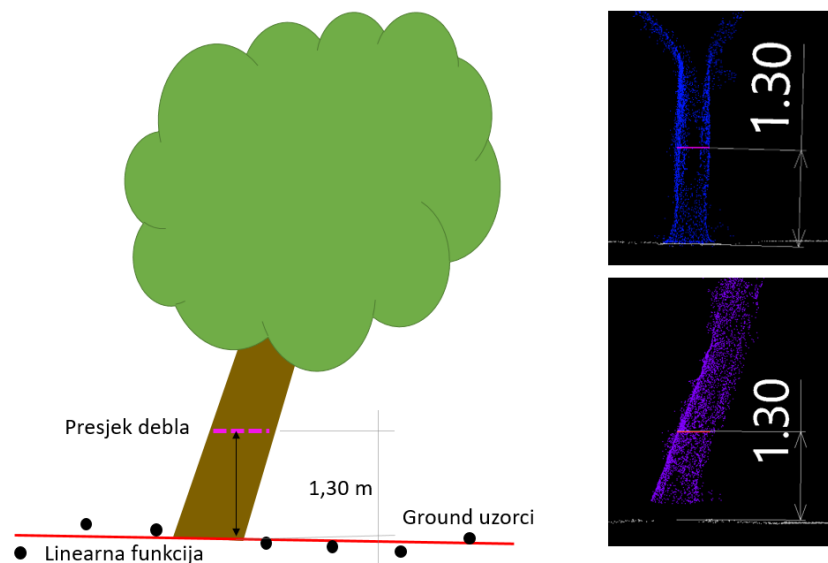 Presjek debla
1,30 m
Ground uzorci
Linearna funkcija
1.30
1.30